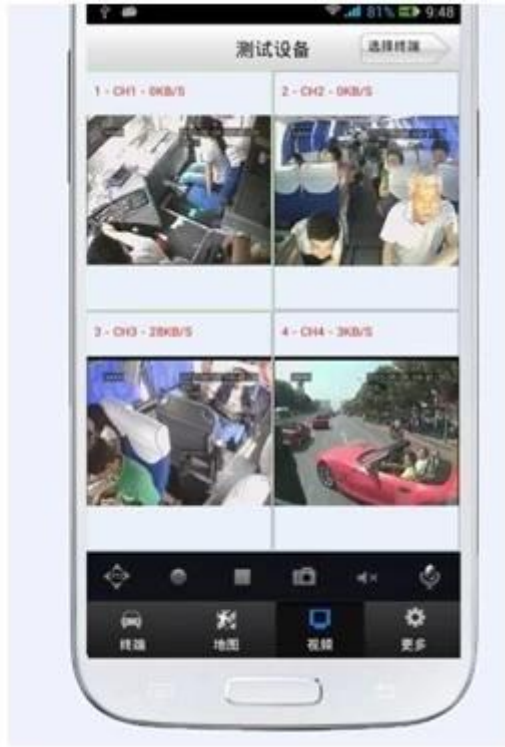 81% 9:48
测试设备 选择终端
1 - CH1 - 0KB/S 2 - CH2 - 0KB/S
3 - CH3 - 28KB/S 4 - CH4 - 3KB/S
终端 地图 视频 更多